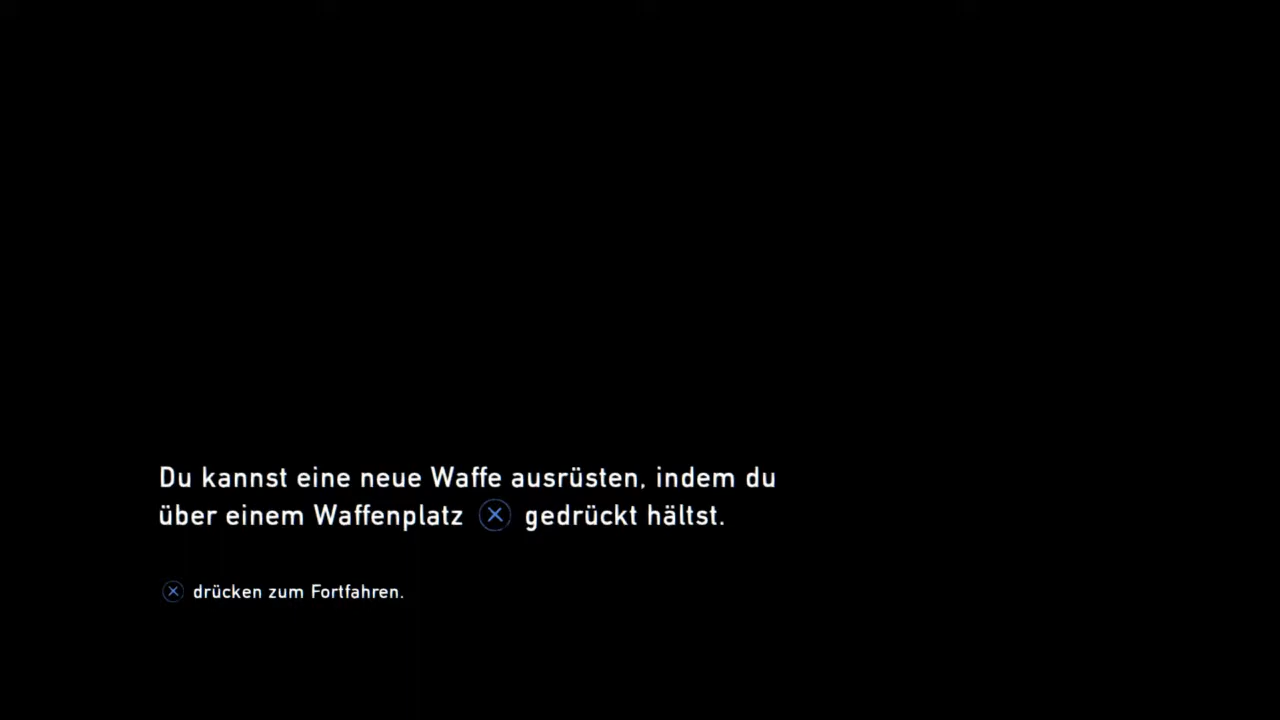 Du kannst eine neue Waffe ausrüsten, indem du
über einem Waffenplatz ⓧ gedrückt hältst.
ⓧ drücken zum Fortfahren.